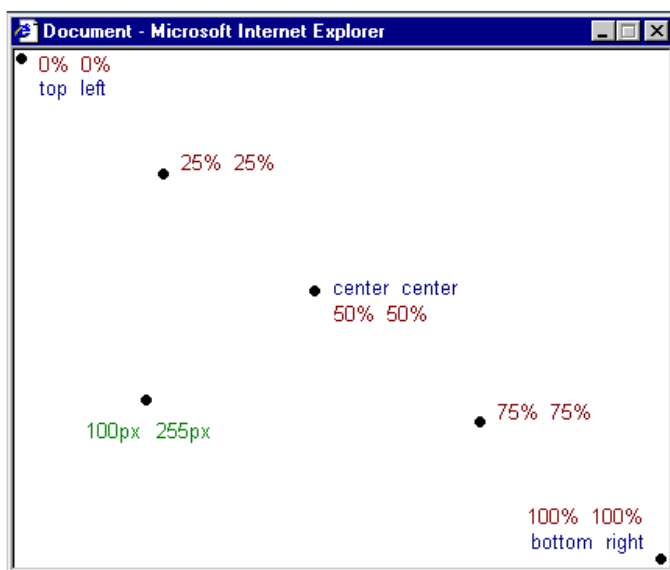 Document - Microsoft Internet Explorer
0% 0%
top left
25% 25%
center center
50% 50%
100px 255px
75% 75%
100% 100%
bottom right